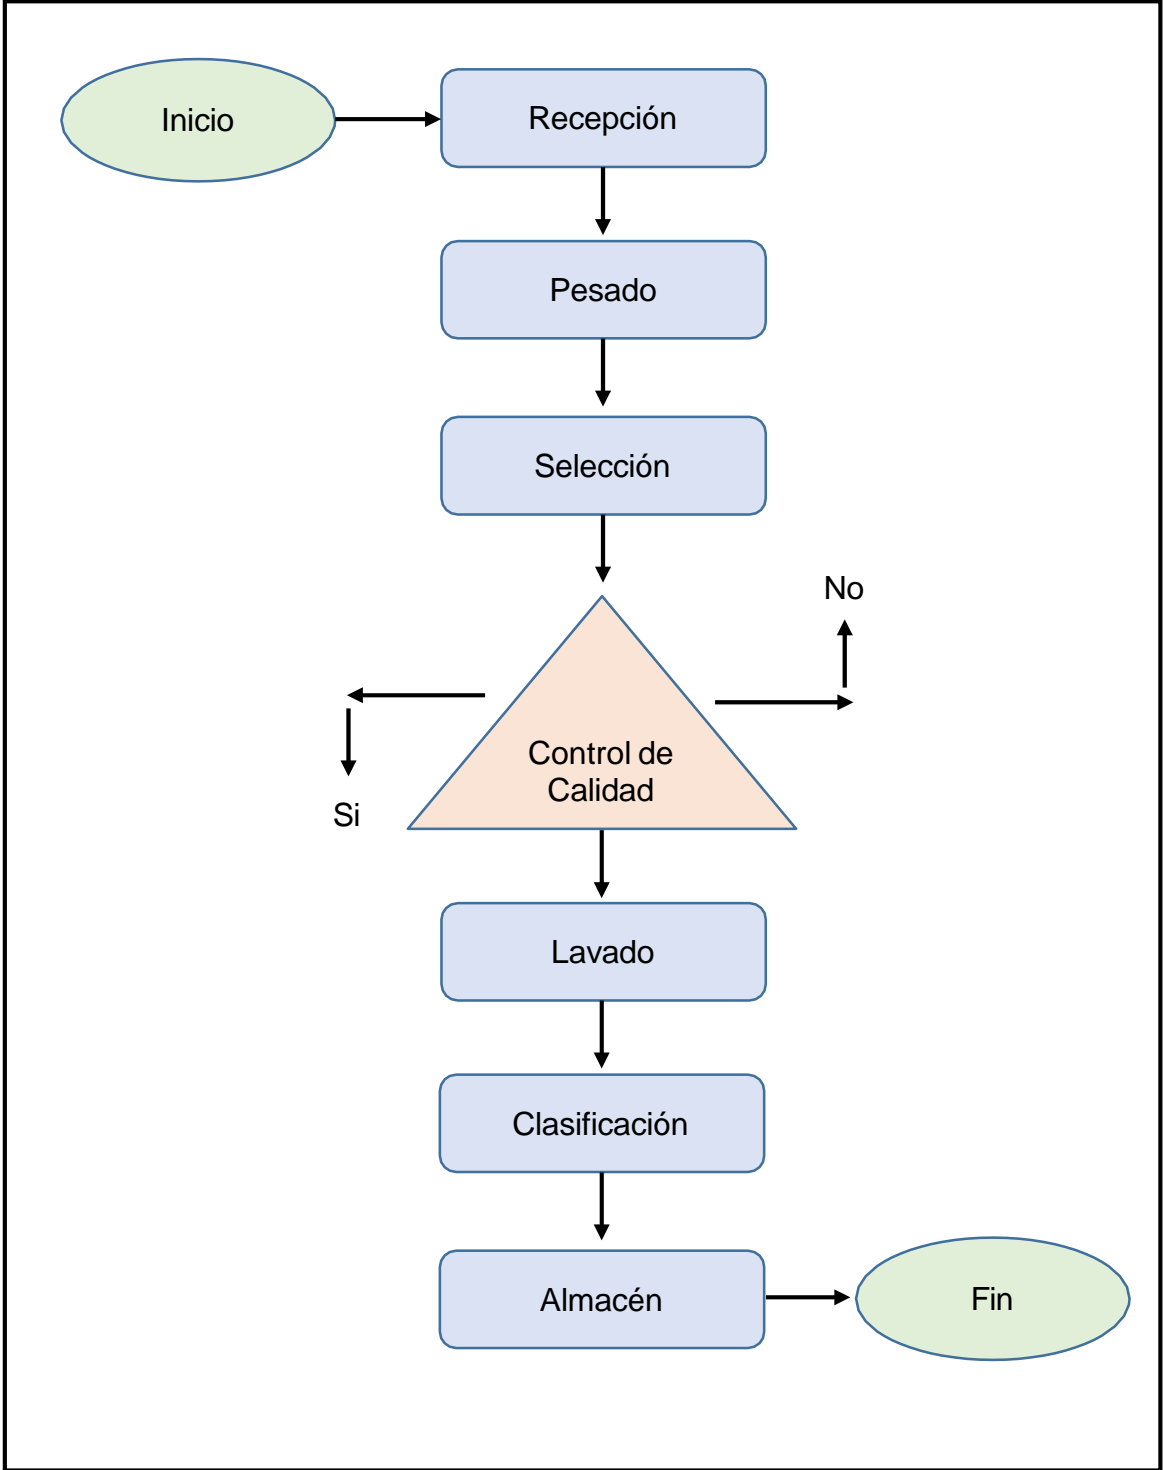 Inicio
Recepción
Pesado
Selección
No
Control de
Calidad
Si
Lavado
Clasificación
Almacén
Fin